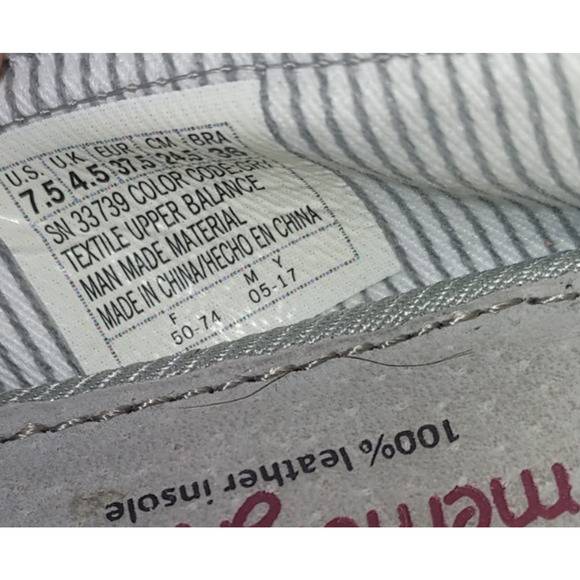 U.S. UK EUR CM BRA
7.5 4.5 37.5 24.5 36
SN 33739 COLOR CODE:GRY
TEXTILE UPPER BALANCE
MAN MADE MATERIAL
MADE IN CHINA/HECHO EN CHINA
F M Y
50-74 05-17
100% leather insole